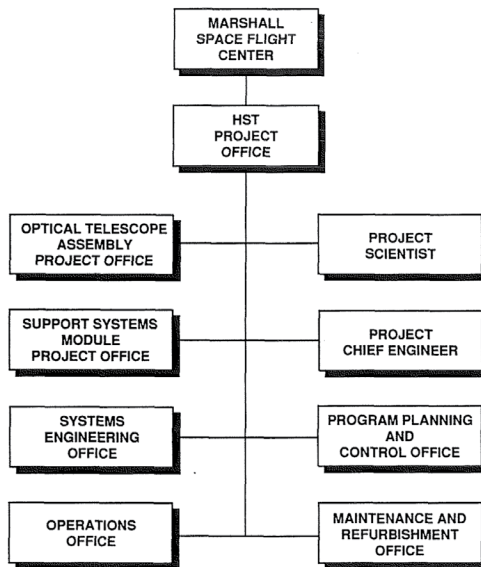 MARSHALL
SPACE FLIGHT
CENTER
HST
PROJECT
OFFICE
OPTICAL TELESCOPE
ASSEMBLY
PROJECT OFFICE
PROJECT
SCIENTIST
SUPPORT SYSTEMS
MODULE
PROJECT OFFICE
PROJECT
CHIEF ENGINEER
SYSTEMS
ENGINEERING
OFFICE
PROGRAM PLANNING
AND
CONTROL OFFICE
OPERATIONS
OFFICE
MAINTENANCE AND
REFURBISHMENT
OFFICE